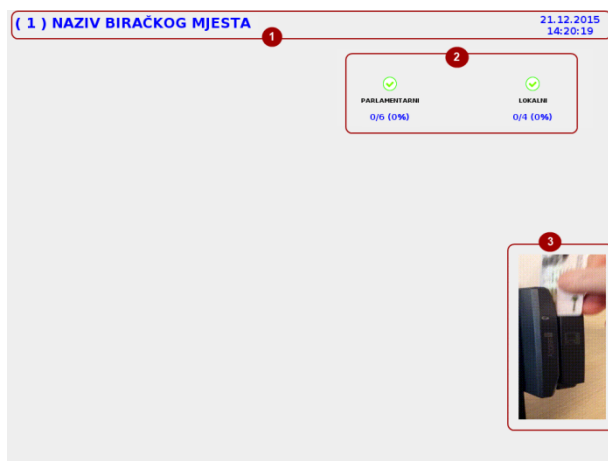 ( 1 ) NAZIV BIRAČKOG MJESTA
21.12.2015
14:20:19
1
2
PARLAMENTARNI
LOKALNI
0/6 (0%)
0/4 (0%)
3